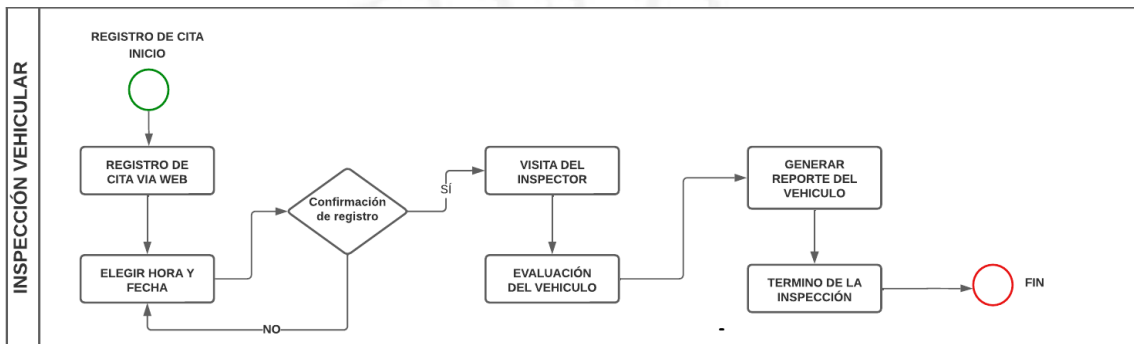 INSPECCIÓN VEHICULAR
REGISTRO DE CITA
INICIO
REGISTRO DE
CITA VIA WEB
ELEGIR HORA Y
FECHA
Confirmación
de registro
NO
SÍ
VISITA DEL
INSPECTOR
EVALUACIÓN
DEL VEHICULO
GENERAR
REPORTE DEL
VEHICULO
TERMINO DE LA
INSPECCIÓN
FIN